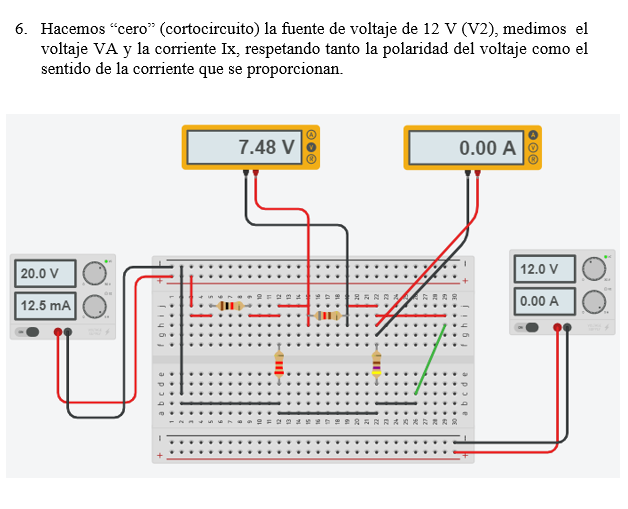 6. Hacemos “cero” (cortocircuito) la fuente de voltaje de 12 V (V2), medimos el
voltaje VA y la corriente Ix, respetando tanto la polaridad del voltaje como el
sentido de la corriente que se proporcionan.
7.48 V
A
V
R
0.00 A
A
V
R
20.0 V
12.5 mA
12.0 V
0.00 A